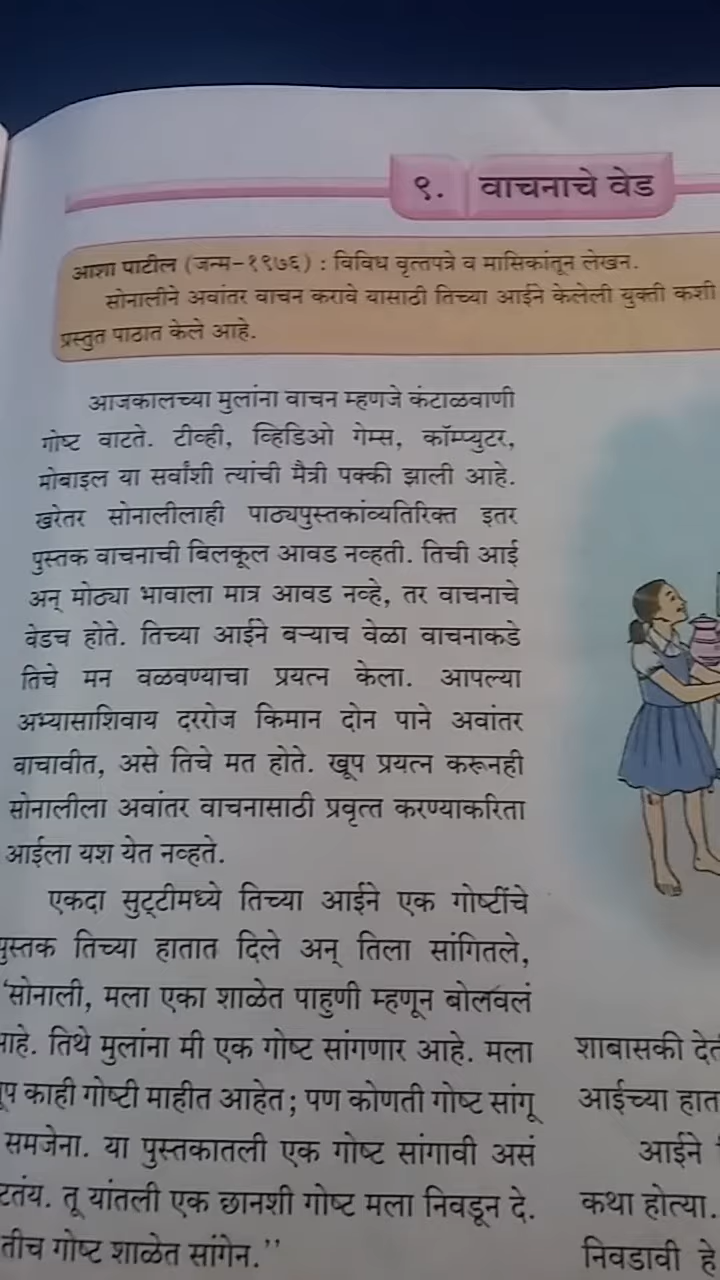 ९. वाचनाचे वेड
आशा पाटील (जन्म-१९७६) : विविध वृत्तपत्रे व मासिकांतून लेखन.
सोनालीने अवांतर वाचन करावे यासाठी तिच्या आईने केलेली युक्ती कशी
प्रस्तुत पाठात केले आहे.
आजकालच्या मुलांना वाचन म्हणजे कंटाळवाणी
गोष्ट वाटते. टीव्ही, व्हिडिओ गेम्स, कॉम्प्युटर,
मोबाइल या सर्वांशी त्यांची मैत्री पक्की झाली आहे.
खरेतर सोनालीलाही पाठ्यपुस्तकांव्यतिरिक्त इतर
पुस्तक वाचनाची बिलकूल आवड नव्हती. तिची आई
अन् मोठ्या भावाला मात्र आवड नव्हे, तर वाचनाचे
वेडच होते. तिच्या आईने बऱ्याच वेळा वाचनाकडे
तिचे मन वळवण्याचा प्रयत्न केला. आपल्या
अभ्यासाशिवाय दररोज किमान दोन पाने अवांतर
वाचावीत, असे तिचे मत होते. खूप प्रयत्न करूनही
सोनालीला अवांतर वाचनासाठी प्रवृत्त करण्याकरिता
आईला यश येत नव्हते.
एकदा सुट्टीमध्ये तिच्या आईने एक गोष्टींचे
पुस्तक तिच्या हातात दिले अन् तिला सांगितले,
‘सोनाली, मला एका शाळेत पाहुणी म्हणून बोलवलं
आहे. तिथे मुलांना मी एक गोष्ट सांगणार आहे. मला
काही गोष्टी माहीत आहेत; पण कोणती गोष्ट सांगू
समजेना. या पुस्तकातली एक गोष्ट सांगावी असं
तू यांतली एक छानशी गोष्ट मला निवडून दे.
तीच गोष्ट शाळेत सांगेन.’’
शाबासकी
आईच्या
आईने
कथा होत्या.
निवडावी हे